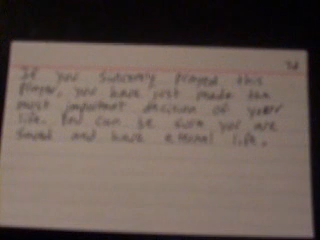 If you sincerely prayed this
prayer, you have just made the
most important decision of your
life. You can be sure you are
saved and have eternal life.